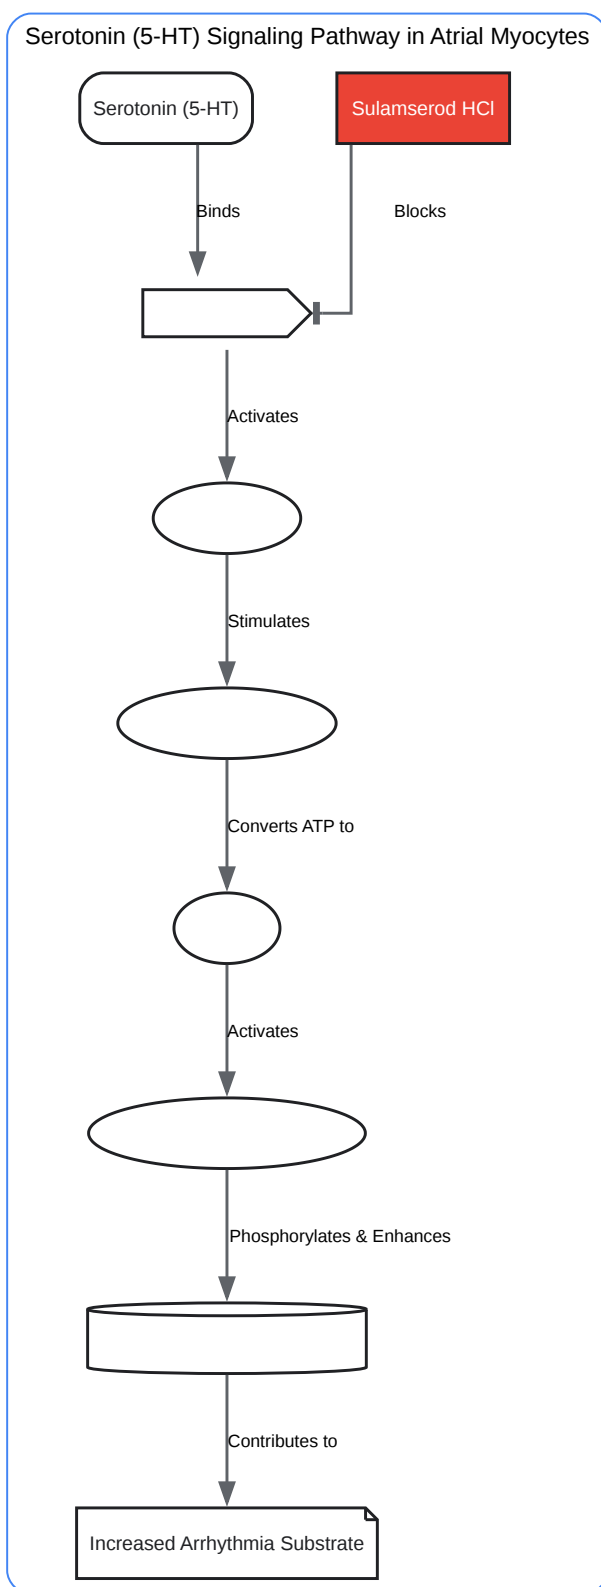 Serotonin (5-HT) Signaling Pathway in Atrial Myocytes
Serotonin (5-HT)
Sulamserod HCl
Binds
Blocks
Activates
Stimulates
Converts ATP to
Activates
Phosphorylates & Enhances
Contributes to
Increased Arrhythmia Substrate